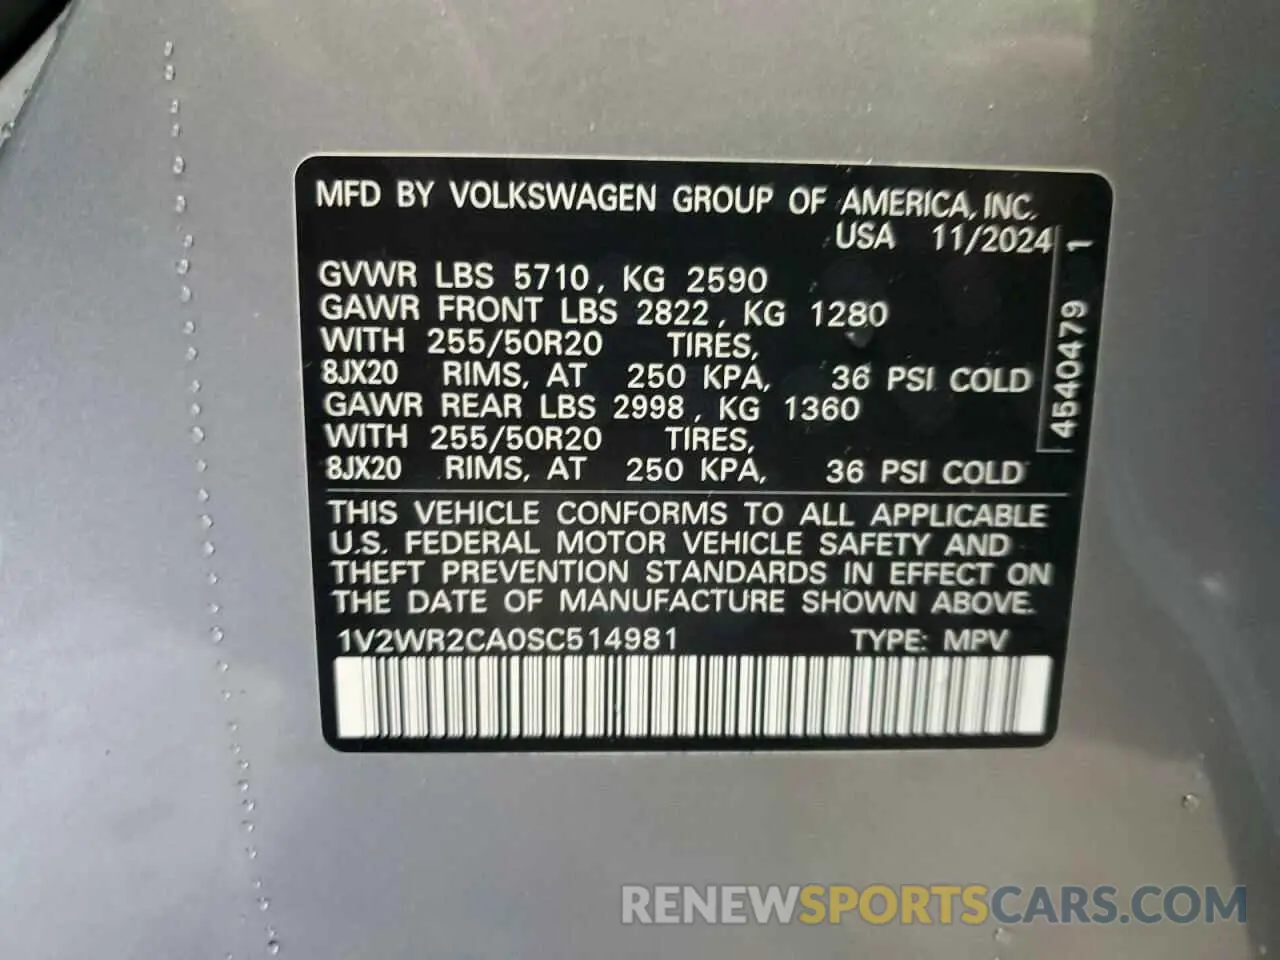 MFD BY VOLKSWAGEN GROUP OF AMERICA, INC.
USA 11/2024
GVWR LBS 5710, KG 2590
GAWR FRONT LBS 2822, KG 1280
WITH 255/50R20 TIRES,
8JX20 RIMS, AT 250 KPA, 36 PSI COLD
GAWR REAR LBS 2998, KG 1360
WITH 255/50R20 TIRES,
8JX20 RIMS, AT 250 KPA, 36 PSI COLD
4540479 1
THIS VEHICLE CONFORMS TO ALL APPLICABLE
U.S. FEDERAL MOTOR VEHICLE SAFETY AND
THEFT PREVENTION STANDARDS IN EFFECT ON
THE DATE OF MANUFACTURE SHOWN ABOVE.
1V2WR2CA0SC514981 TYPE: MPV
RENEWSPORTSCARS.COM